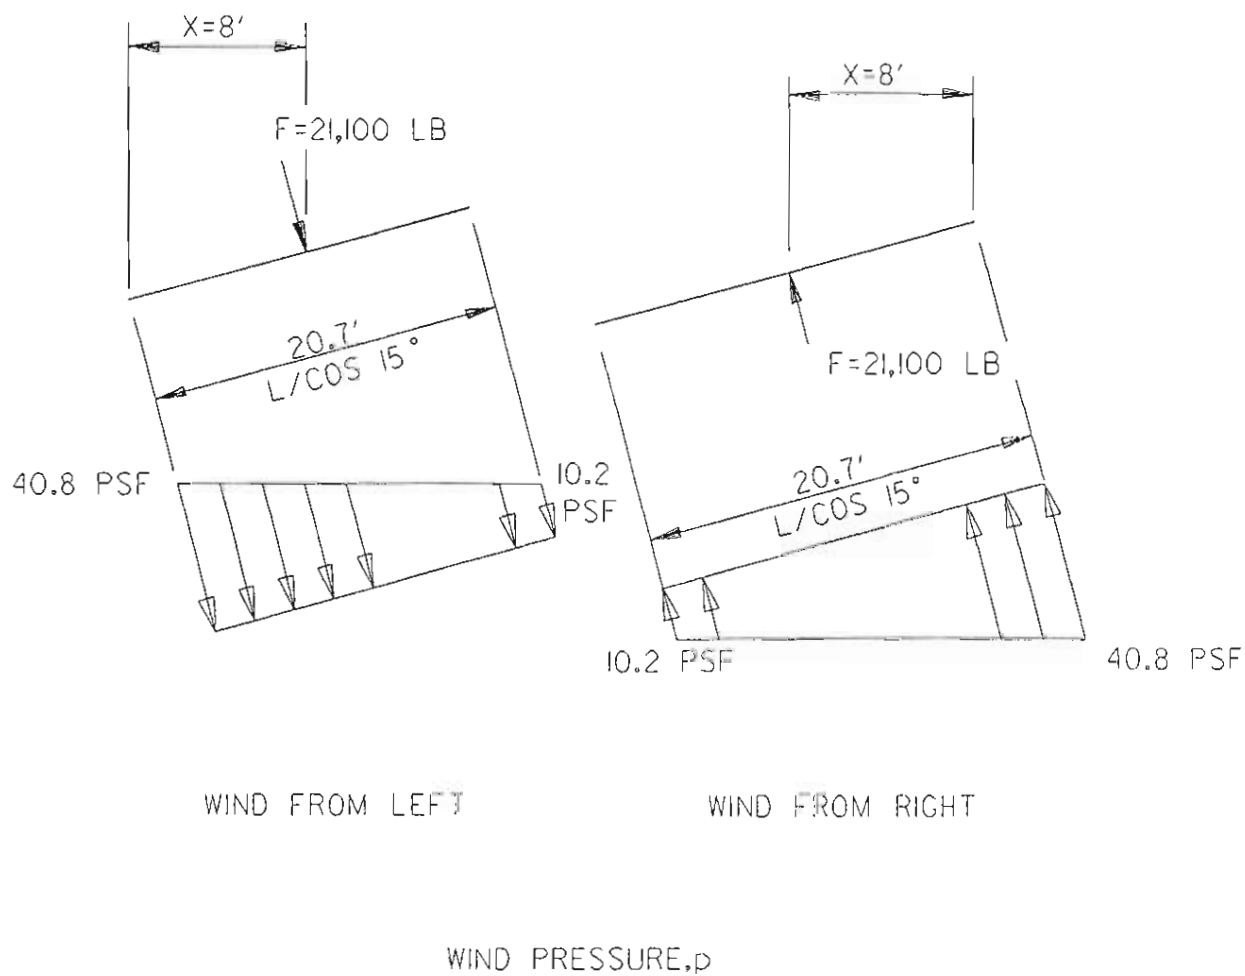 X=8'
X=8'
F=21,100 LB
F=21,100 LB
20.7'
L/COS 15°
40.8 PSF
10.2
PSF
20.7'
L/COS 15°
10.2 PSF
40.8 PSF
WIND FROM LEFT
WIND FROM RIGHT
WIND PRESSURE,p